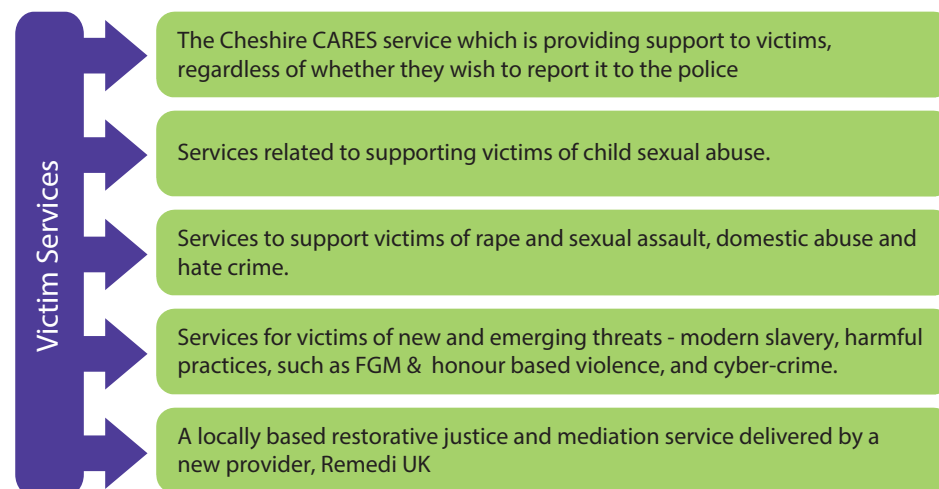 Victim Services
The Cheshire CARES service which is providing support to victims,
regardless of whether they wish to report it to the police
Services related to supporting victims of child sexual abuse.
Services to support victims of rape and sexual assault, domestic abuse and
hate crime.
Services for victims of new and emerging threats - modern slavery, harmful
practices, such as FGM & honour based violence, and cyber-crime.
A locally based restorative justice and mediation service delivered by a
new provider, Remedi UK